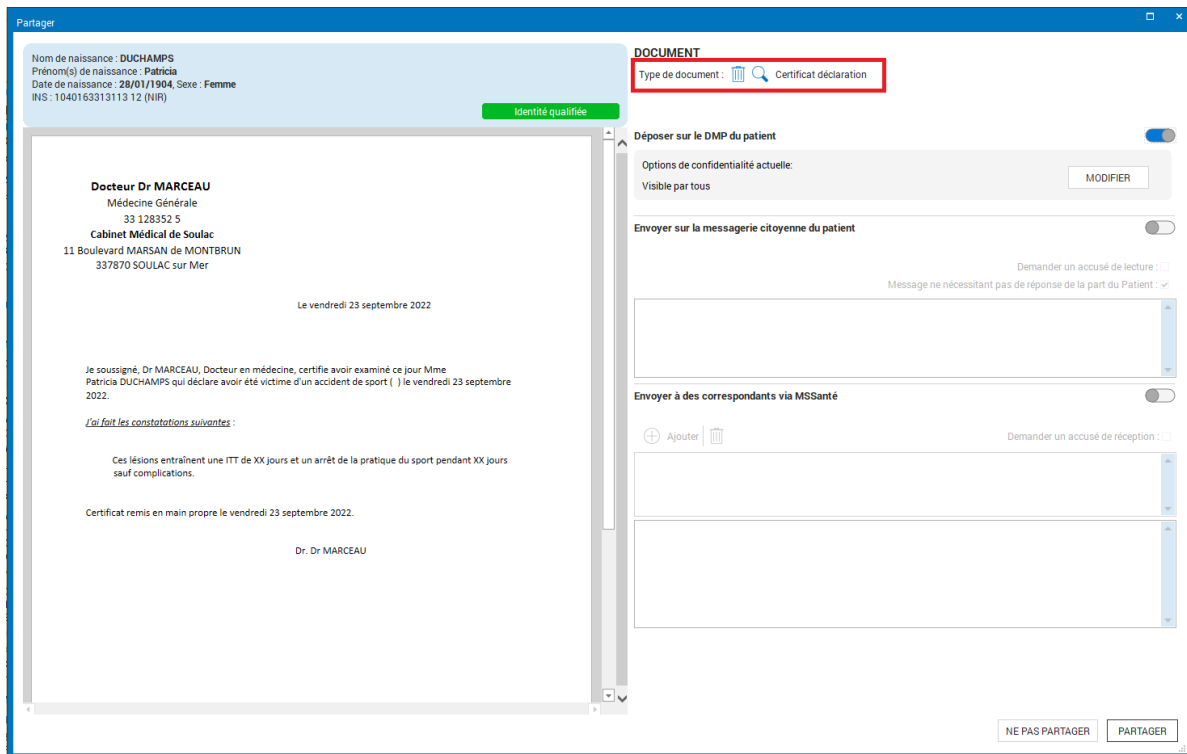 Partager
Nom de naissance : DUCHAMPS
Prénom(s) de naissance : Patricia
Date de naissance : 28/01/1904, Sexe : Femme
INS : 1040163313113 12 (NIR)
Identité qualifiée
Docteur Dr MARCEAU
Médecine Générale
33 128352 5
Cabinet Médical de Soulac
11 Boulevard MARSAN de MONTBRUN
337870 SOULAC sur Mer
Le vendredi 23 septembre 2022
Je soussigné, Dr MARCEAU, Docteur en médecine, certifie avoir examiné ce jour Mme
Patricia DUCHAMPS qui déclare avoir été victime d'un accident de sport ( ) le vendredi 23 septembre
2022.
J'ai fait les constatations suivantes :
Ces lésions entraînent une ITT de XX jours et un arrêt de la pratique du sport pendant XX jours
sauf complications.
Certificat remis en main propre le vendredi 23 septembre 2022.
Dr. Dr MARCEAU
DOCUMENT
Type de document : Certificat déclaration
Déposer sur le DMP du patient
Options de confidentialité actuelle:
Visible par tous
MODIFIER
Envoyer sur la messagerie citoyenne du patient
Demander un accusé de lecture :
Message ne nécessitant pas de réponse de la part du Patient :
Envoyer à des correspondants via MSSanté
Ajouter
Demander un accusé de réception :
NE PAS PARTAGER
PARTAGER